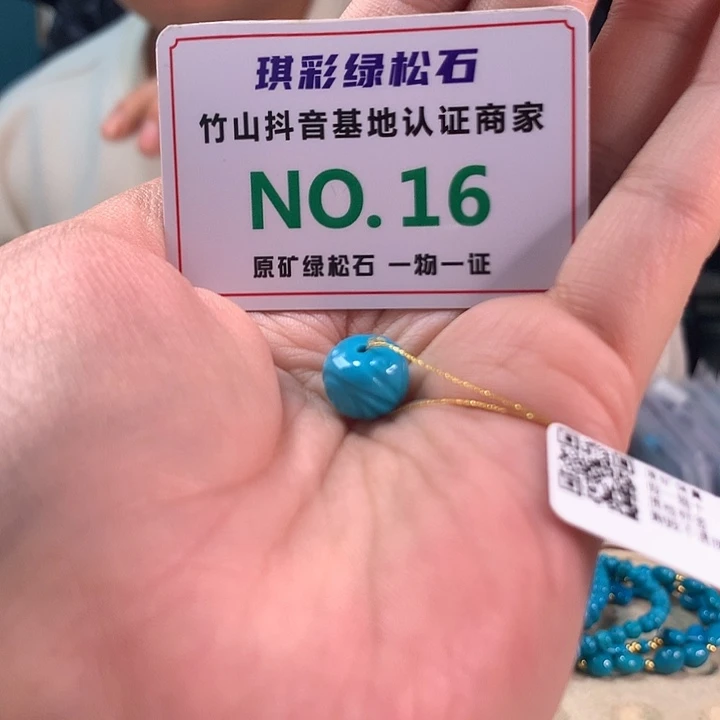 琪彩绿松石
竹山抖音基地认证商家
NO.16
原矿绿松石 一物一证